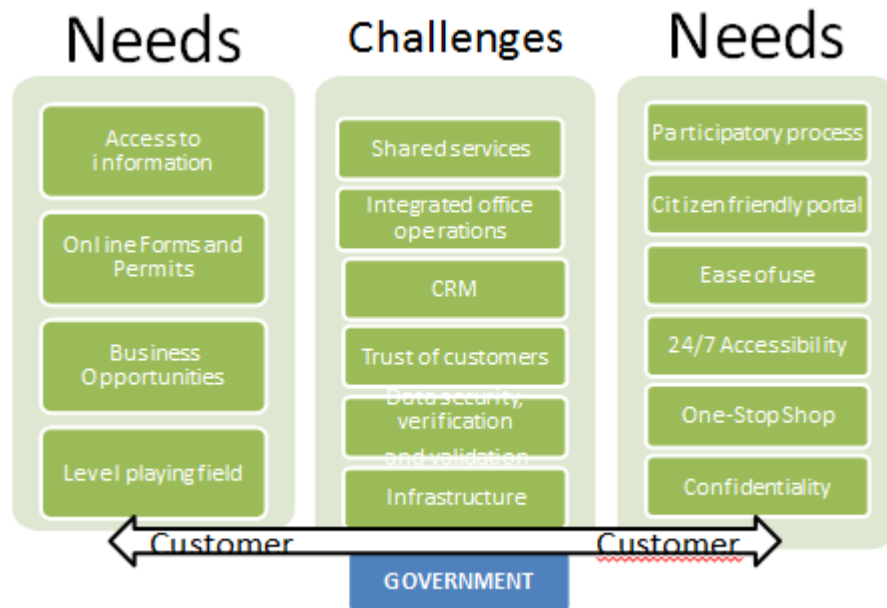 Needs
Challenges
Needs
Access to
information
Online Forms and
Permits
Business
Opportunities
Level playing field
Shared services
Integrated office
operations
CRM
Trust of customers
Data security,
verification
and validation
Infrastructure
Participatory process
Citizen friendly portal
Ease of use
24/7 Accessibility
One-Stop Shop
Confidentiality
Customer
Customer
GOVERNMENT